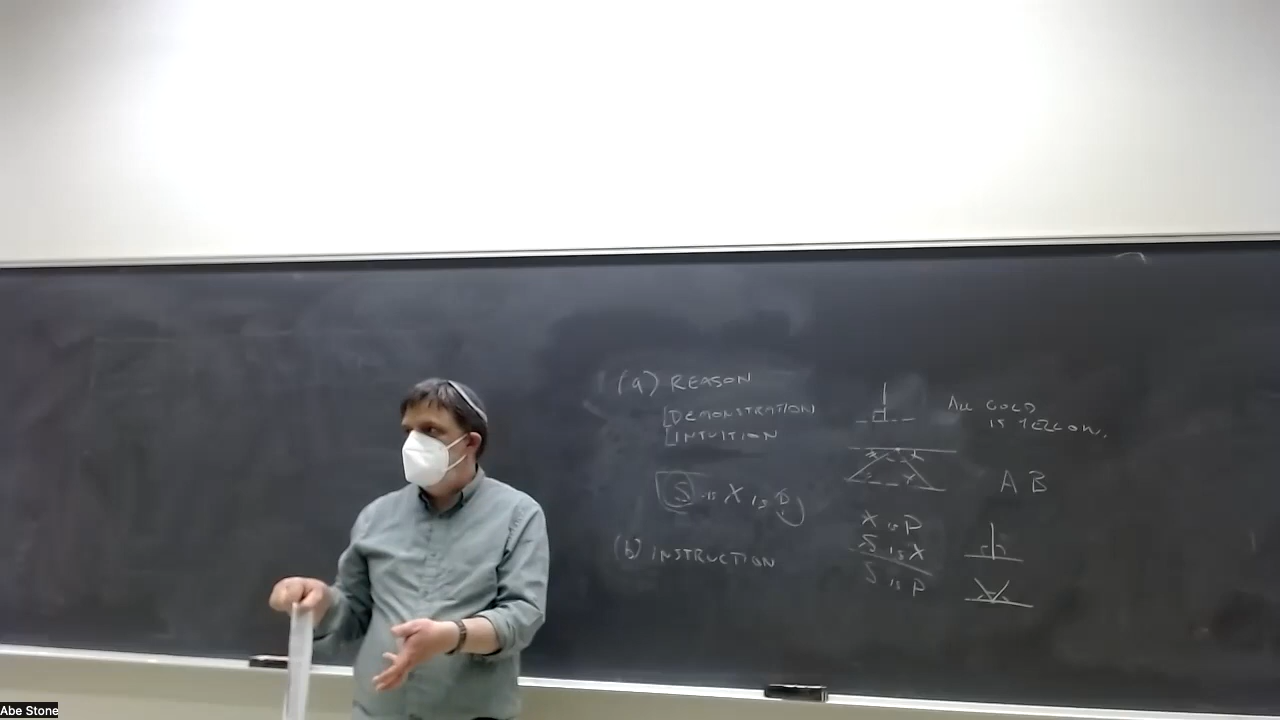 (a) REASON
DEMONSTRATION
INTUITION
S is X is P
(b) INSTRUCTION
ALL GOLD
IS YELLOW.
A B
X is P
S is X
S is P
Abe Stone